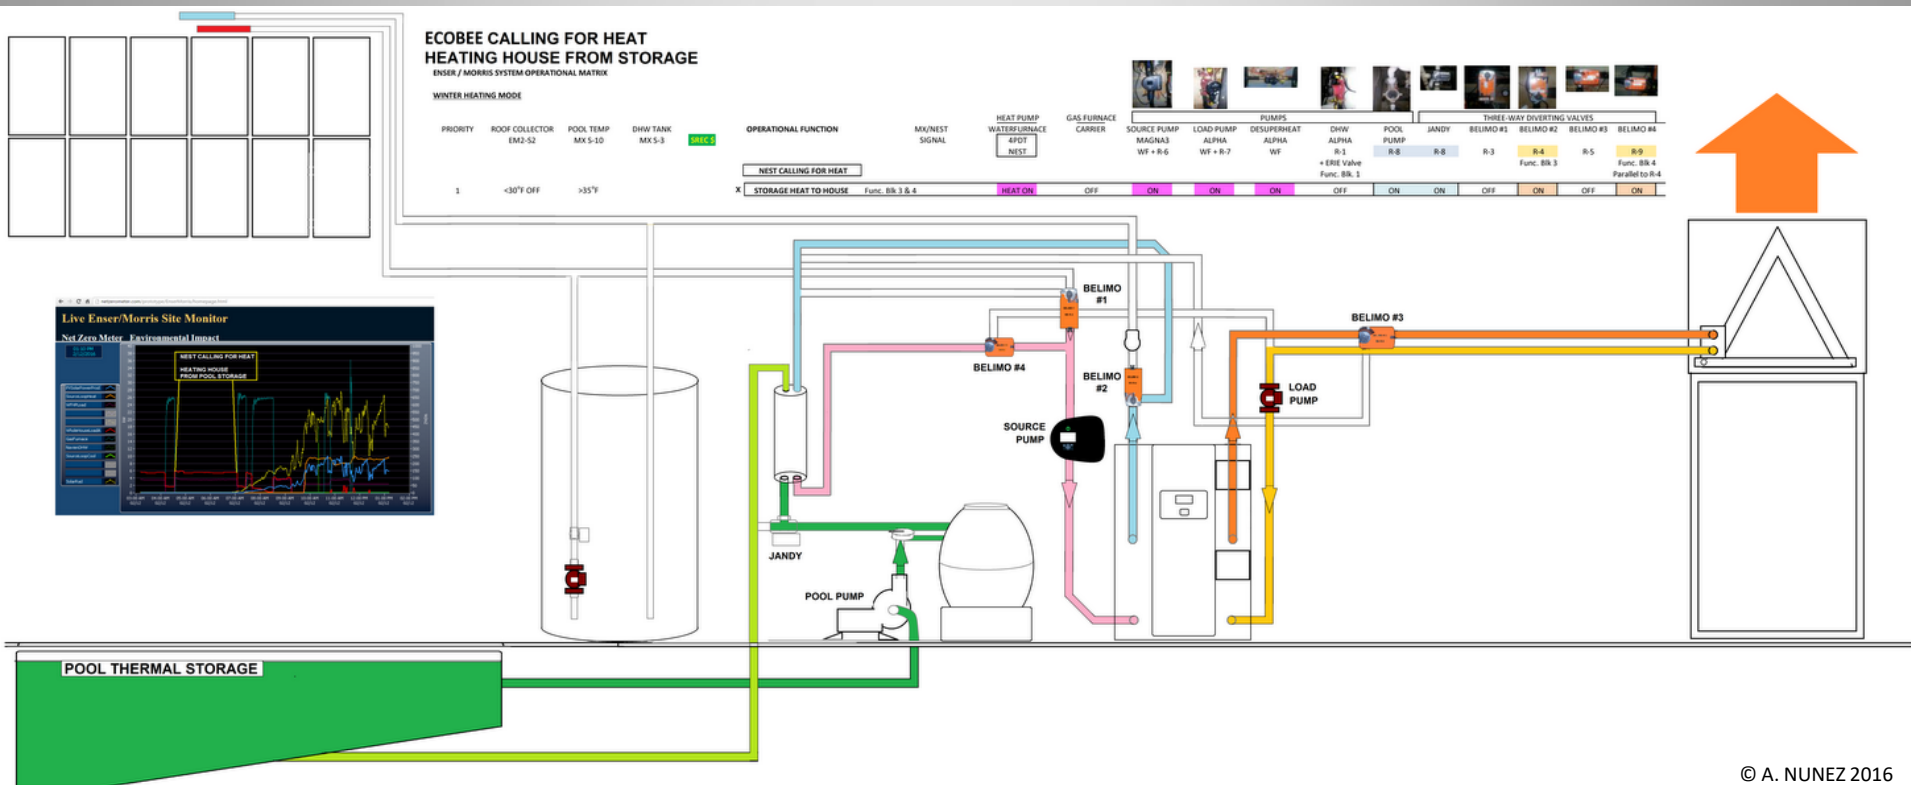 ECOBEE CALLING FOR HEAT
HEATING HOUSE FROM STORAGE
ENSER / MORRIS SYSTEM OPERATIONAL MATRIX
WINTER HEATING MODE
HEAT PUMP GAS FURNACE PUMPS THREE-WAY DIVERTING VALVES
PRIORITY ROOF COLLECTOR POOL TEMP DHW TANK OPERATIONAL FUNCTION MX/NEST WATERFURNACE CARRIER SOURCE PUMP LOAD PUMP DESUPERHEAT DHW POOL JANDY BELIMO #1 BELIMO #2 BELIMO #3 BELIMO #4
EM2-S2 MX S-10 MX S-3 SREC S SIGNAL 4PDT MAGNA3 ALPHA ALPHA ALPHA PUMP
NEST WF + R-6 WF + R-7 WF R-1 R-8 R-8 R-3 R-4 R-5 R-9
+ ERIE Valve Func. Blk 3 Func. Blk 4
NEST CALLING FOR HEAT Func. Blk. 1 Parallel to R-4
1 <30°F OFF >35°F X STORAGE HEAT TO HOUSE Func. Blk 3 & 4 HEAT ON OFF ON ON ON OFF ON ON OFF ON OFF ON
Live Enser/Morris Site Monitor
Net Zero Meter Environmental Impact
NEST CALLING FOR HEAT
HEATING HOUSE
FROM POOL STORAGE
BELIMO
#1
BELIMO #3
BELIMO #4
BELIMO
#2
LOAD
PUMP
SOURCE
PUMP
JANDY
POOL PUMP
POOL THERMAL STORAGE
© A. NUNEZ 2016